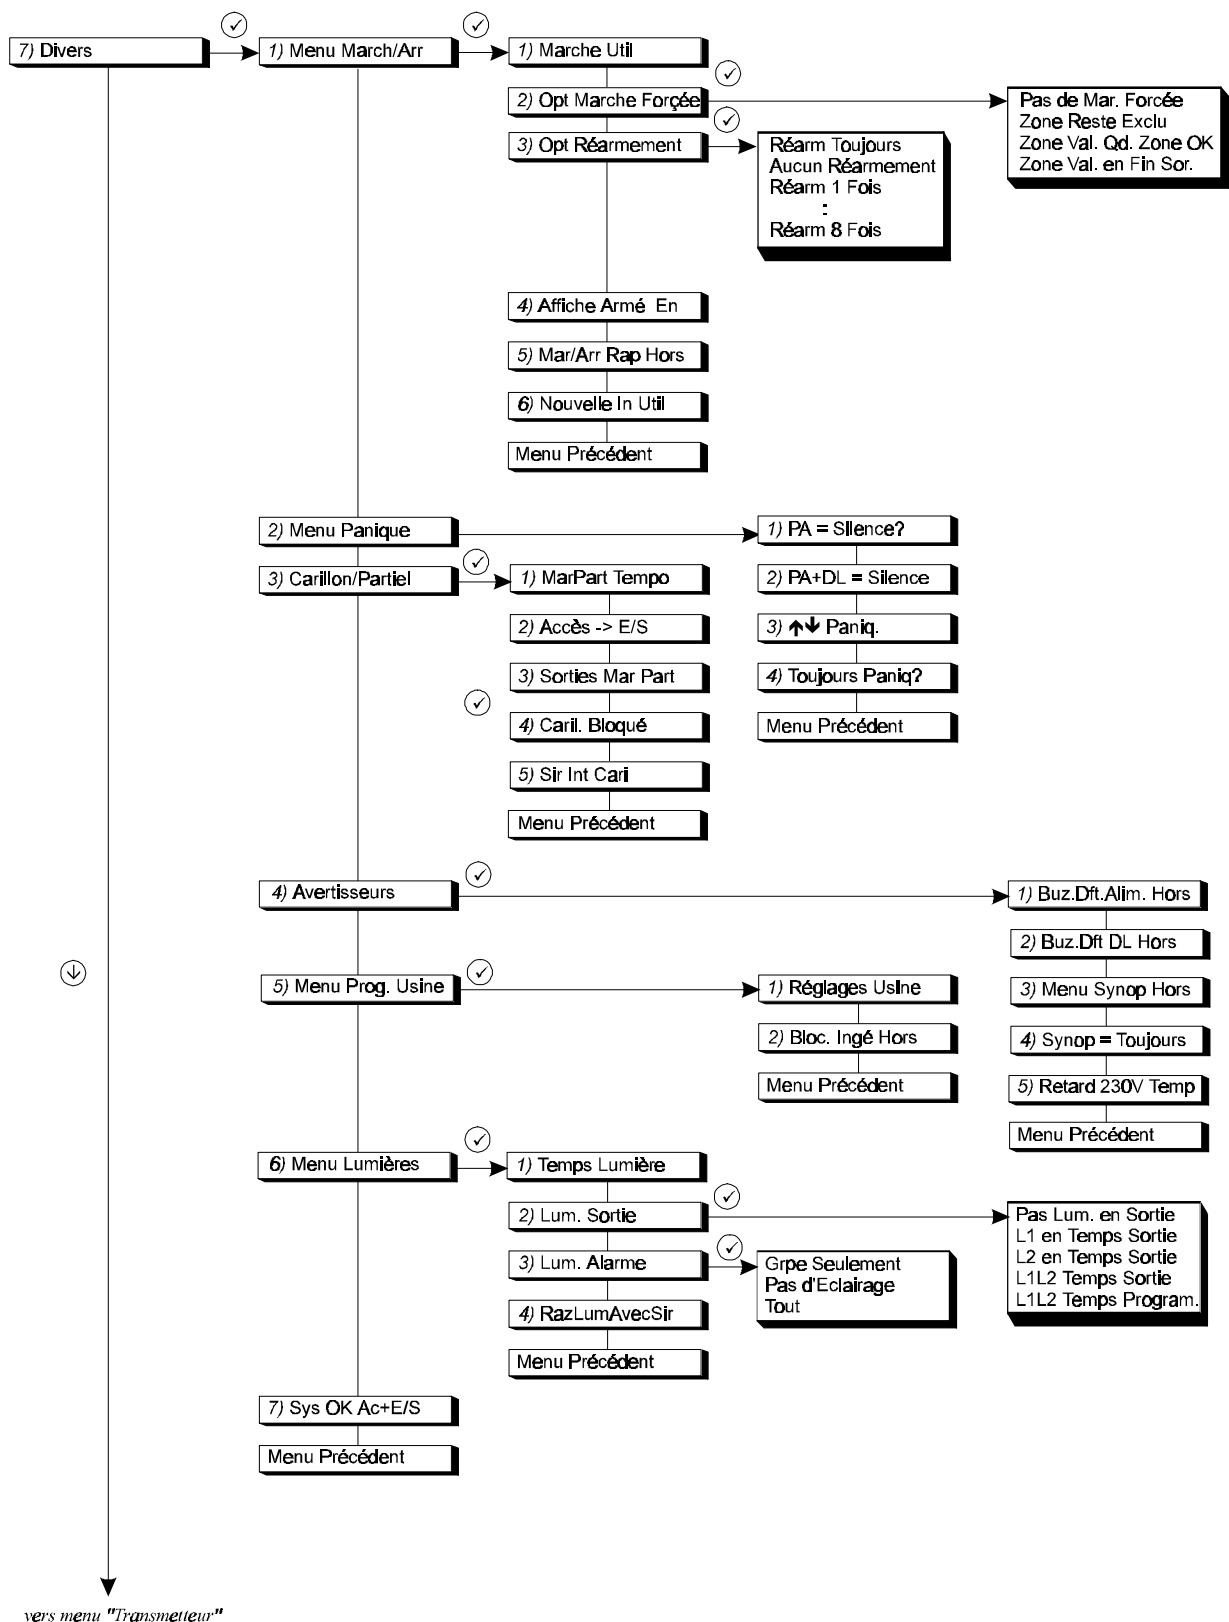 7) Divers
1) Menu March/Arr
1) Marche Util
2) Opt Marche Forçée
Pas de Mar. Forcée
Zone Reste Exclu
Zone Val. Qd. Zone OK
Zone Val. en Fin Sor.
3) Opt Réarmement
Réarm Toujours
Aucun Réarmement
Réarm 1 Fois
:
Réarm 8 Fois
4) Affiche Armé En
5) Mar/Arr Rap Hors
6) Nouvelle In Util
Menu Précédent
2) Menu Panique
1) PA = Silence?
2) PA+DL = Silence
3) ↑↓ Paniq.
4) Toujours Paniq?
Menu Précédent
3) Carillon/Partiel
1) MarPart Tempo
2) Accès -> E/S
3) Sorties Mar Part
4) Caril. Bloqué
5) Sir Int Cari
Menu Précédent
4) Avertisseurs
1) Buz.Dft.Alim. Hors
2) Buz.Dft DL Hors
3) Menu Synop Hors
4) Synop = Toujours
5) Retard 230V Temp
Menu Précédent
5) Menu Prog. Usine
1) Réglages Usine
2) Bloc. Ingé Hors
Menu Précédent
6) Menu Lumières
1) Temps Lumière
2) Lum. Sortie
Pas Lum. en Sortie
L1 en Temps Sortie
L2 en Temps Sortie
L1L2 Temps Sortie
L1L2 Temps Program.
3) Lum. Alarme
Grpe Seulement
Pas d'Eclairage
Tout
4) RazLumAvecSir
Menu Précédent
7) Sys OK Ac+E/S
Menu Précédent
vers menu "Transmetteur"